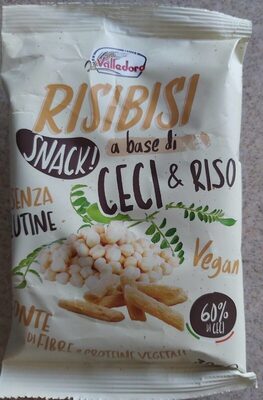 Valledoro
RISIBISI
SNACK!
a base di
CECI & RISO
SENZA
GLUTINE
Vegan
60%
DI CECI
FONTE
DI FIBRE e PROTEINE VEGETALI